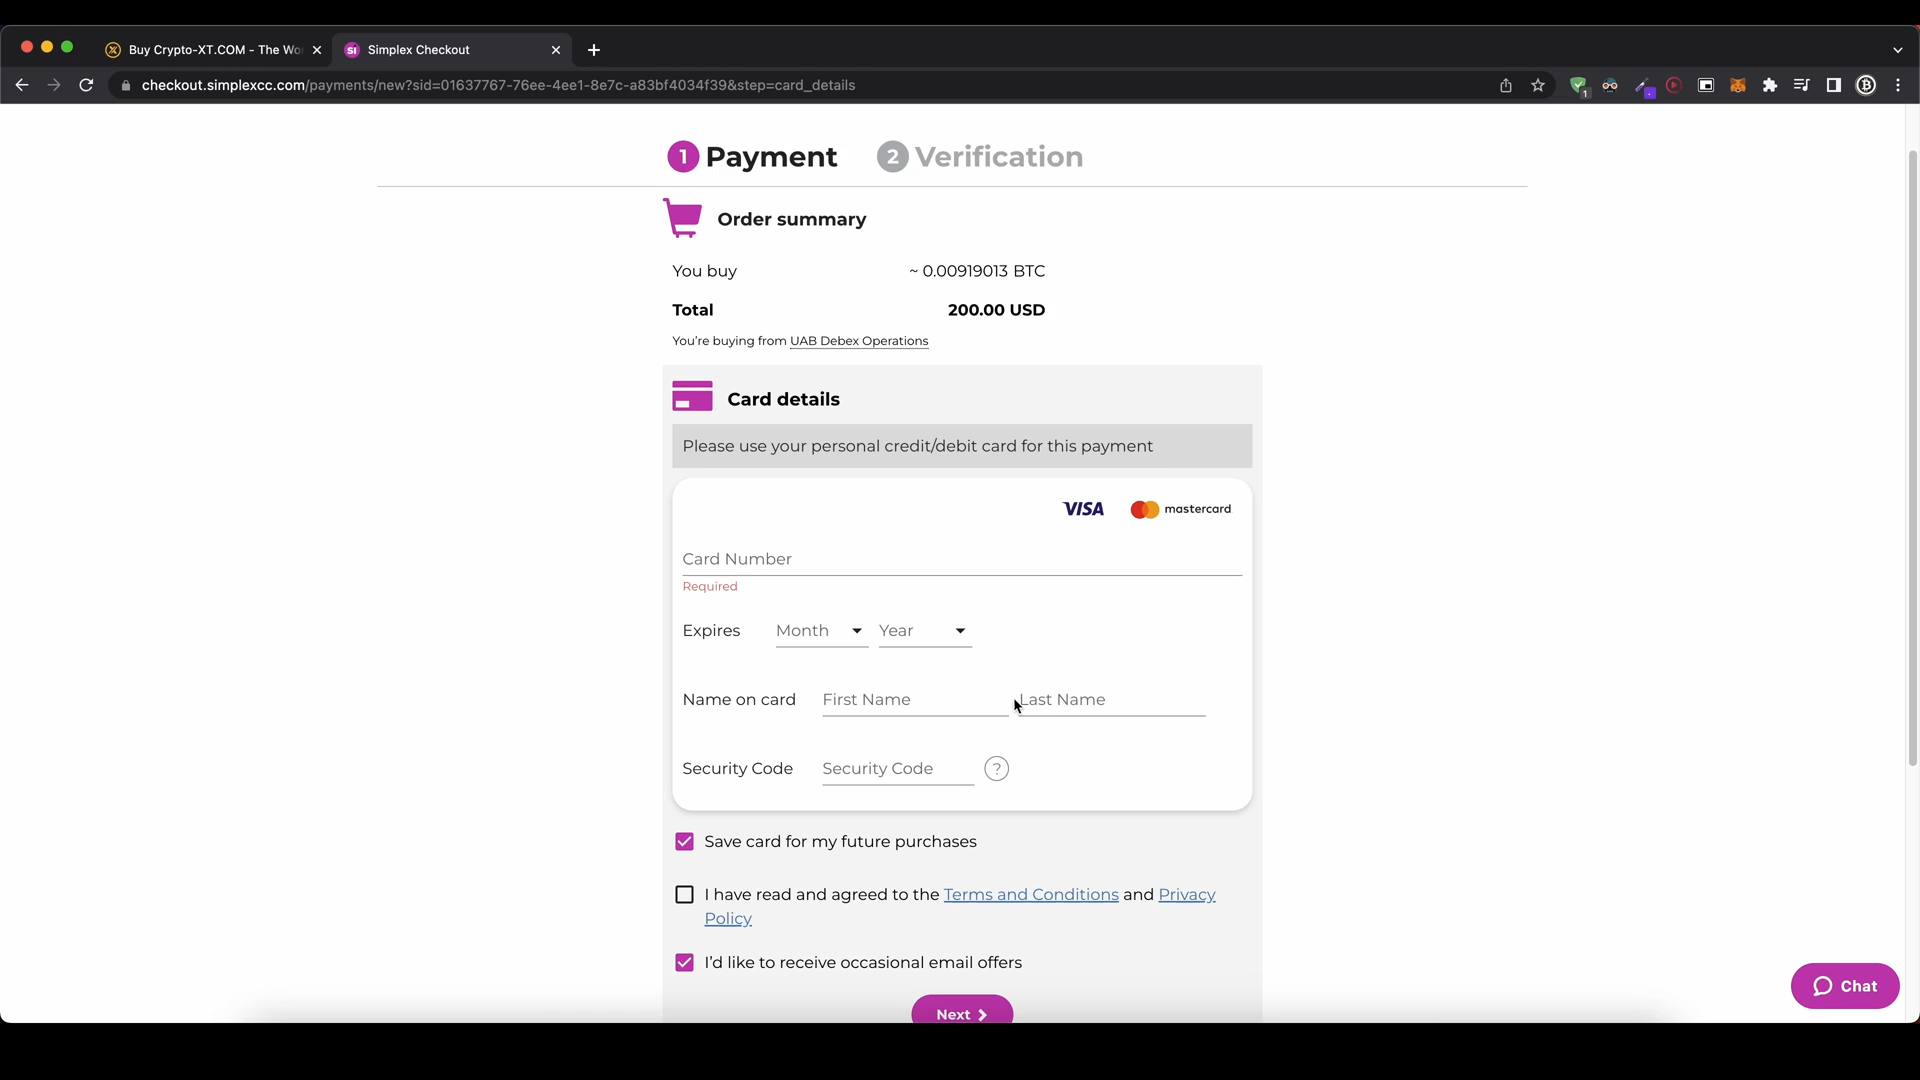 Buy Crypto-XT.COM - The Wo
SI Simplex Checkout
checkout.simplexcc.com/payments/new?sid=01637767-76ee-4ee1-8e7c-a83bf4034f39&step=card_details
1
1 Payment 2 Verification
Order summary
You buy ~ 0.00919013 BTC
Total 200.00 USD
You're buying from UAB Debex Operations
Card details
Please use your personal credit/debit card for this payment
VISA mastercard
Card Number
Required
Expires Month Year
Name on card First Name Last Name
Security Code Security Code ?
Save card for my future purchases
I have read and agreed to the Terms and Conditions and Privacy
Policy
I'd like to receive occasional email offers
Next
Chat